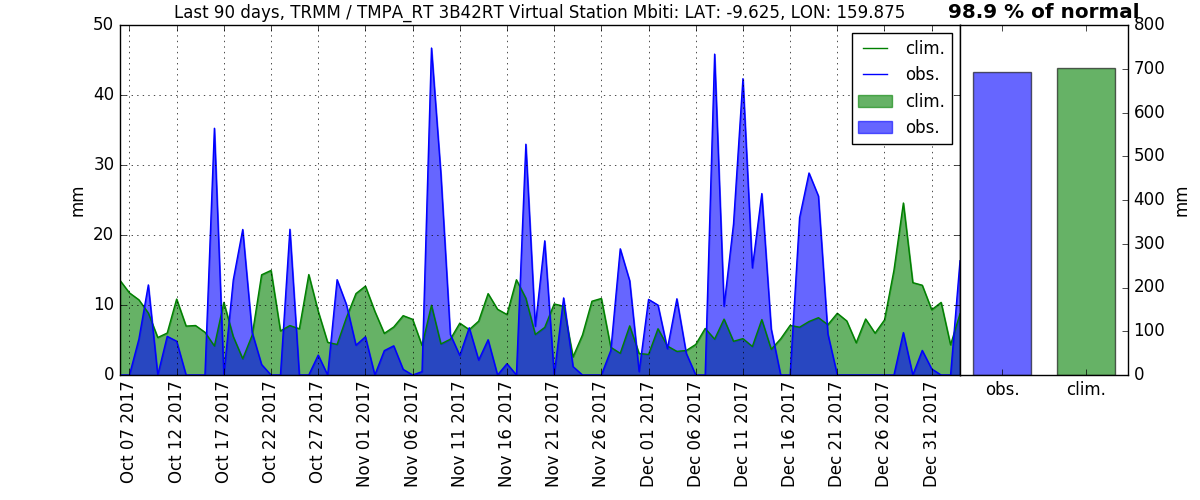 Last 90 days, TRMM / TMPA_RT 3B42RT Virtual Station Mbiti: LAT: -9.625, LON: 159.875
98.9 % of normal
50
40
30
20
10
0
mm
clim.
obs.
clim.
obs.
800
700
600
500
400
300
200
100
0
mm
obs.
clim.
Oct 07 2017
Oct 12 2017
Oct 17 2017
Oct 22 2017
Oct 27 2017
Nov 01 2017
Nov 06 2017
Nov 11 2017
Nov 16 2017
Nov 21 2017
Nov 26 2017
Dec 01 2017
Dec 06 2017
Dec 11 2017
Dec 16 2017
Dec 21 2017
Dec 26 2017
Dec 31 2017